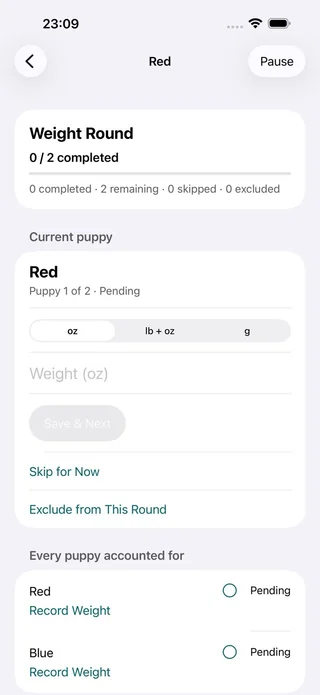 23:09
Red
Pause
Weight Round
0 / 2 completed
0 completed · 2 remaining · 0 skipped · 0 excluded
Current puppy
Red
Puppy 1 of 2 · Pending
oz
lb + oz
g
Weight (oz)
Save & Next
Skip for Now
Exclude from This Round
Every puppy accounted for
Red
Pending
Record Weight
Blue
Pending
Record Weight